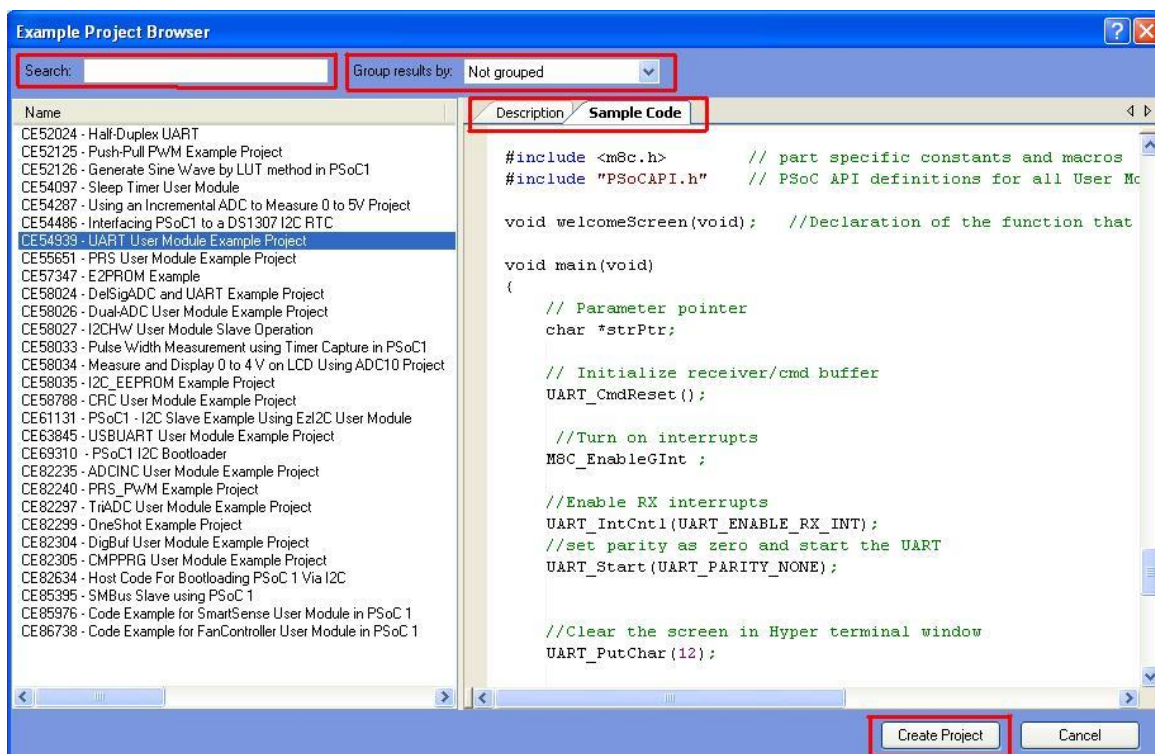 Example Project Browser
Search:
Group results by: Not grouped
Name
CE52024 - Half-Duplex UART
CE52125 - Push-Pull PWM Example Project
CE52126 - Generate Sine Wave by LUT method in PSoC1
CE54097 - Sleep Timer User Module
CE54287 - Using an Incremental ADC to Measure 0 to 5V Project
CE54486 - Interfacing PSoC1 to a DS1307 I2C RTC
CE54939 - UART User Module Example Project
CE55651 - PRS User Module Example Project
CE57347 - E2PROM Example
CE58024 - DelSigADC and UART Example Project
CE58026 - Dual-ADC User Module Example Project
CE58027 - I2CHW User Module Slave Operation
CE58033 - Pulse Width Measurement using Timer Capture in PSoC1
CE58034 - Measure and Display 0 to 4 V on LCD Using ADC10 Project
CE58035 - I2C_EEPROM Example Project
CE58788 - CRC User Module Example Project
CE61131 - PSoC1 - I2C Slave Example Using EzI2C User Module
CE63845 - USBUART User Module Example Project
CE69310 - PSoC1 I2C Bootloader
CE82235 - ADCINC User Module Example Project
CE82240 - PRS_PWM Example Project
CE82297 - TriADC User Module Example Project
CE82299 - OneShot Example Project
CE82304 - DigBuf User Module Example Project
CE82305 - CMPPRG User Module Example Project
CE82634 - Host Code For Bootloading PSoC 1 Via I2C
CE85395 - SMBus Slave using PSoC 1
CE85976 - Code Example for SmartSense User Module in PSoC 1
CE86738 - Code Example for FanController User Module in PSoC 1
Description Sample Code
#include <m8c.h> // part specific constants and macros
#include "PSoCAPI.h" // PSoC API definitions for all User Mo
void welcomeScreen(void); //Declaration of the function that
void main(void)
{
// Parameter pointer
char *strPtr;
// Initialize receiver/cmd buffer
UART_CmdReset();
//Turn on interrupts
M8C_EnableGInt ;
//Enable RX interrupts
UART_IntCntl(UART_ENABLE_RX_INT);
//set parity as zero and start the UART
UART_Start(UART_PARITY_NONE);
//Clear the screen in Hyper terminal window
UART_PutChar(12);
Create Project Cancel